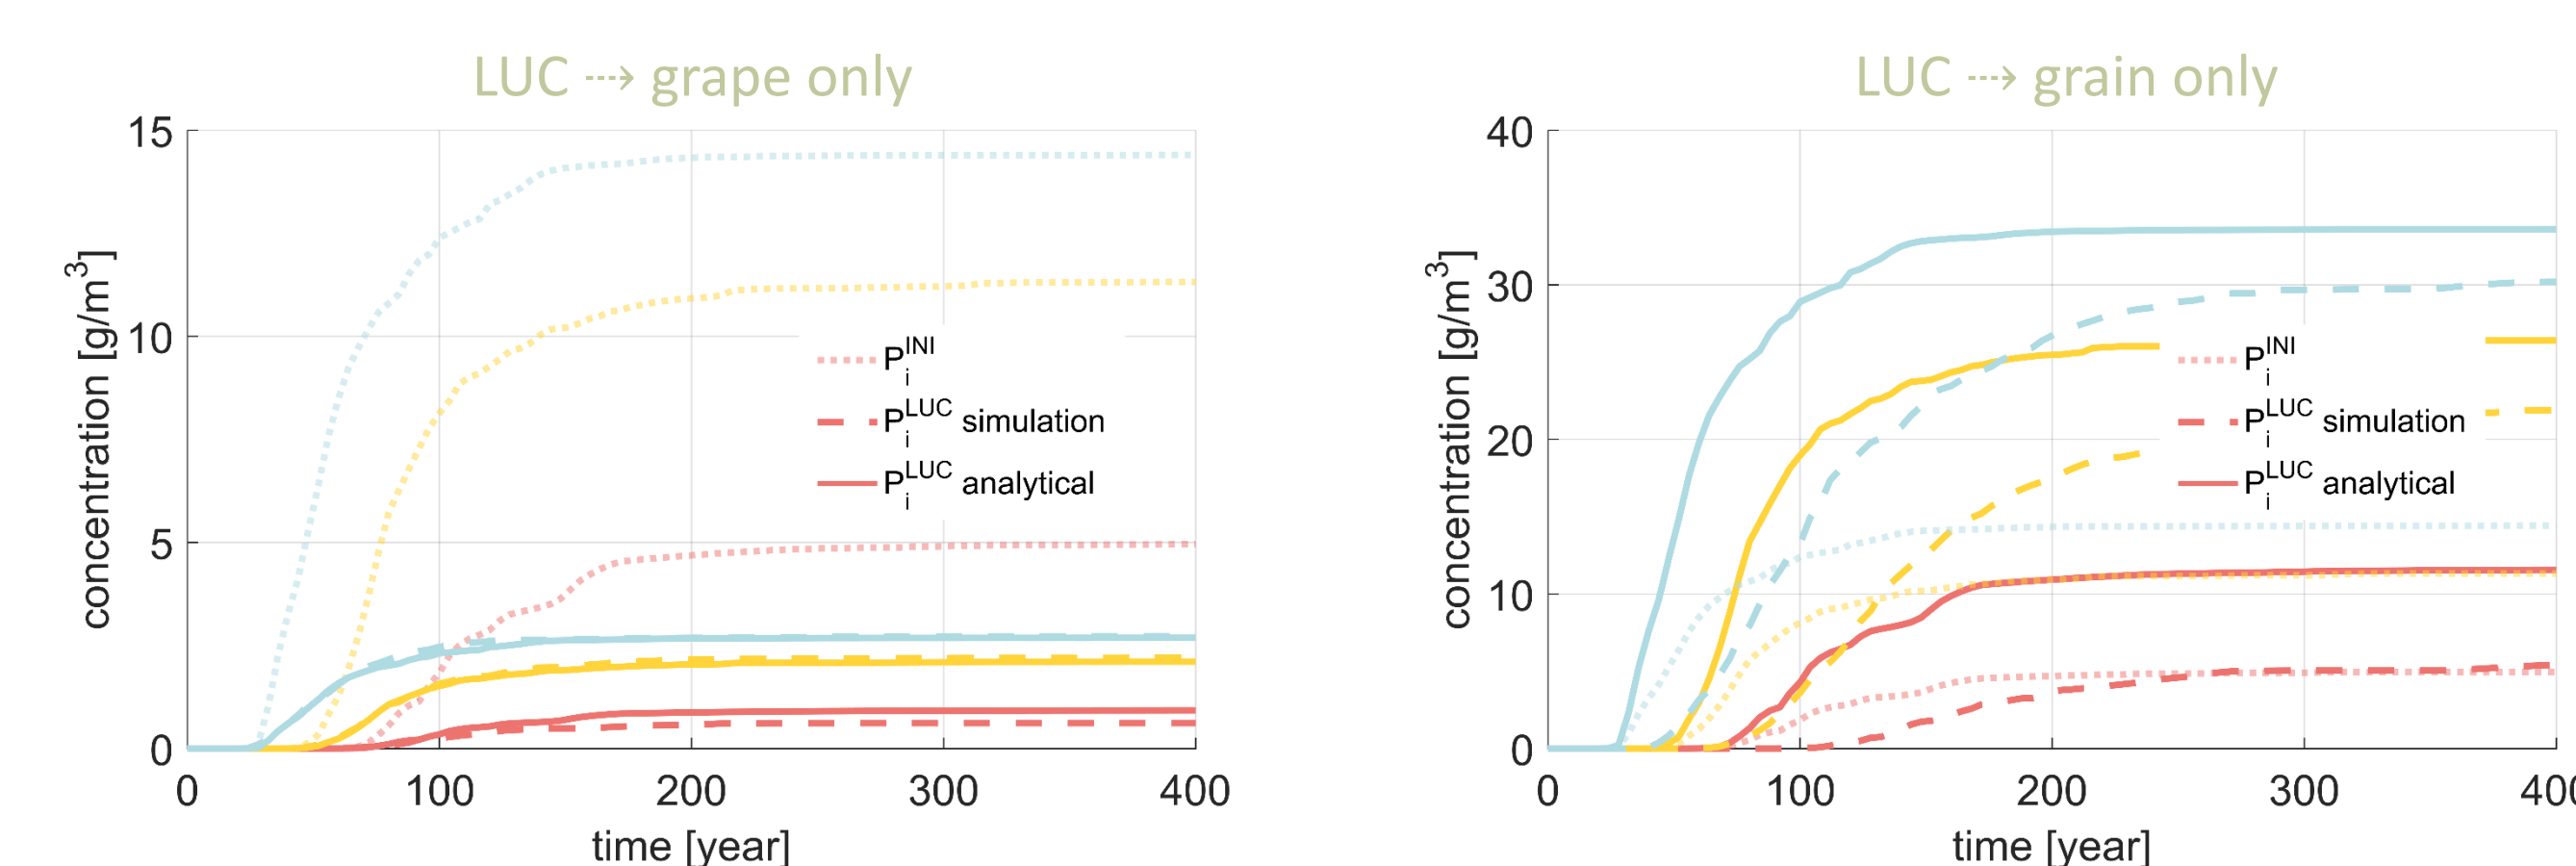 LUC ⇢ grape only
concentration [g/m³]
15
10
5
0
0 100 200 300 400
time [year]
P_i^INI
P_i^LUC simulation
P_i^LUC analytical
LUC ⇢ grain only
concentration [g/m³]
40
30
20
10
0
0 100 200 300 400
time [year]
P_i^INI
P_i^LUC simulation
P_i^LUC analytical